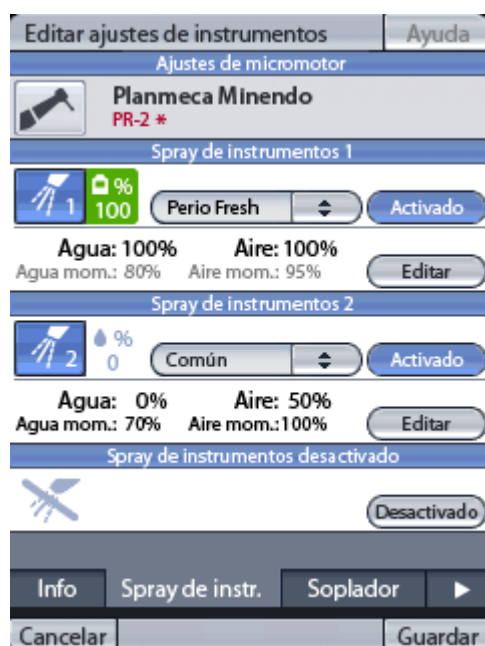 Editar ajustes de instrumentos Ayuda
Ajustes de micromotor
Planmeca Minendo
PR-2 *
Spray de instrumentos 1
1 % 100 Perio Fresh Activado
Agua: 100% Aire: 100%
Agua mom.: 80% Aire mom.: 95% Editar
Spray de instrumentos 2
2 % 0 Común Activado
Agua: 0% Aire: 50%
Agua mom.: 70% Aire mom.:100% Editar
Spray de instrumentos desactivado
Desactivado
Info Spray de instr. Soplador
Cancelar Guardar